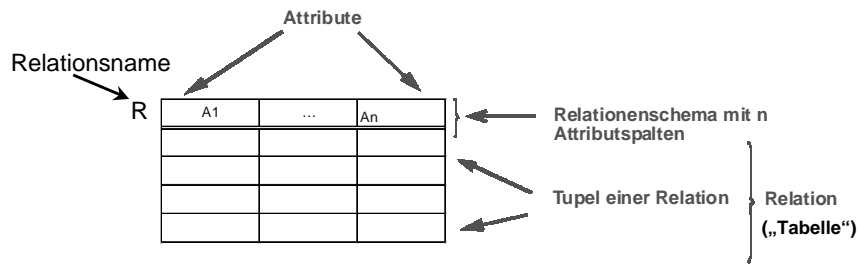 Attribute
Relationsname
R
A1
...
An
Relationenschema mit n
Attributspalten
Tupel einer Relation
Relation
(„Tabelle“)